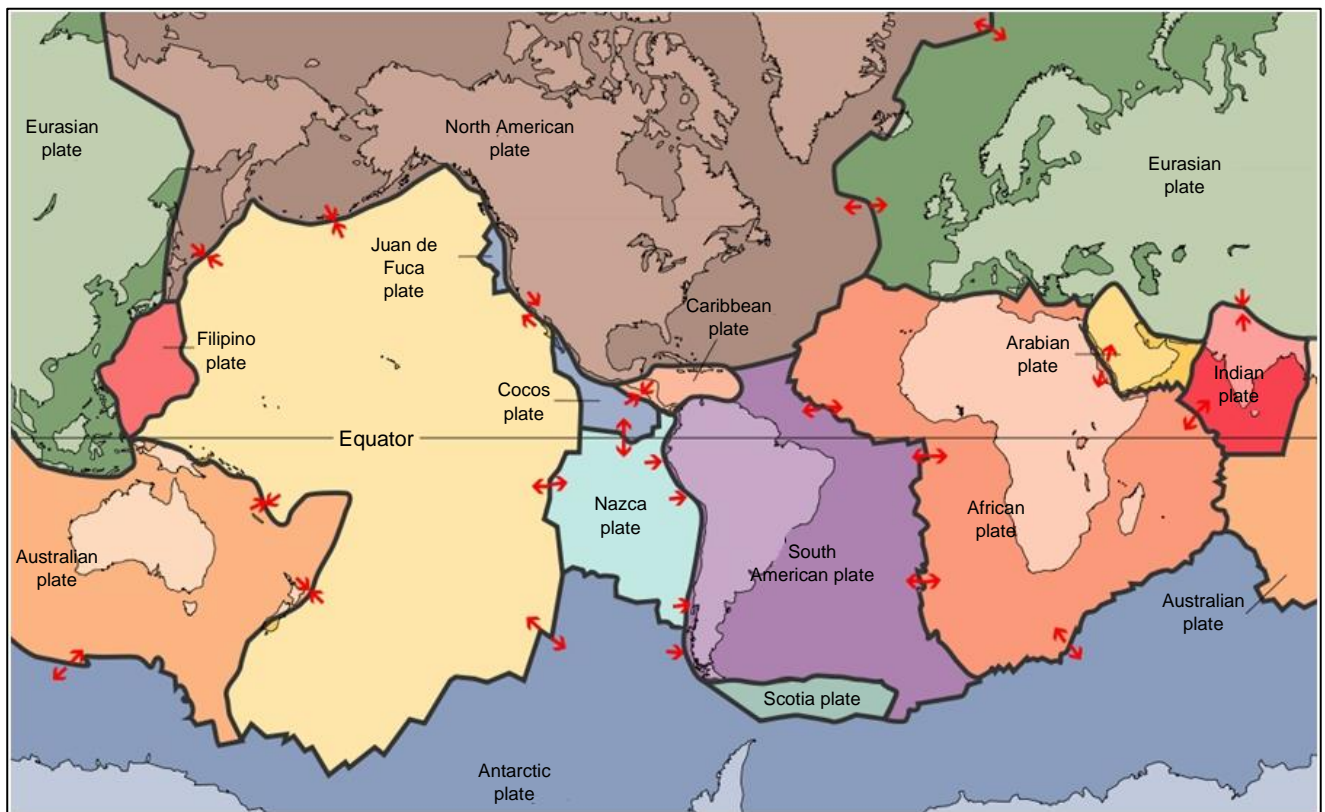 Eurasian
plate
North American
plate
Eurasian
plate
Juan de
Fuca
plate
Caribbean
plate
Filipino
plate
Arabian
plate
Cocos
plate
Indian
plate
Equator
Nazca
plate
African
plate
Australian
plate
South
American plate
Australian
plate
Scotia plate
Antarctic
plate